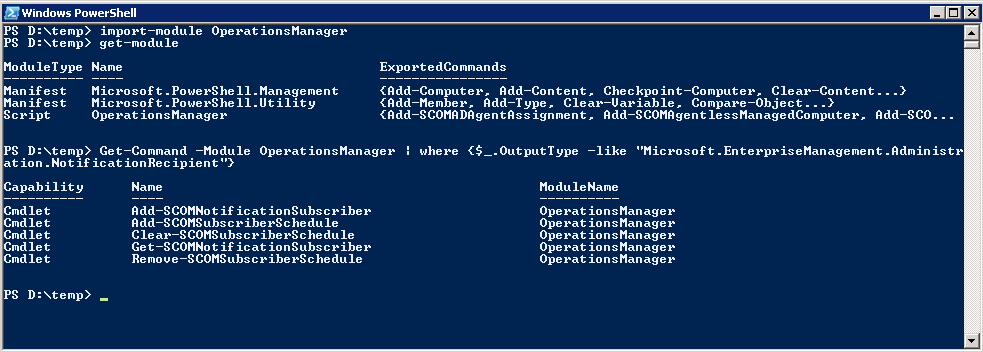 Windows PowerShell
PS D:\temp> import-module OperationsManager
PS D:\temp> get-module
ModuleType Name ExportedCommands
---------- ---- ----------------
Manifest Microsoft.PowerShell.Management {Add-Computer, Add-Content, Checkpoint-Computer, Clear-Content...}
Manifest Microsoft.PowerShell.Utility {Add-Member, Add-Type, Clear-Variable, Compare-Object...}
Script OperationsManager {Add-SCOMADAgentAssignment, Add-SCOMAgentlessManagedComputer, Add-SCO...
PS D:\temp> Get-Command -Module OperationsManager | where {$_.OutputType -like "Microsoft.EnterpriseManagement.Administr
ation.NotificationRecipient"}
Capability Name ModuleName
---------- ---- ----------
Cmdlet Add-SCOMNotificationSubscriber OperationsManager
Cmdlet Add-SCOMSubscriberSchedule OperationsManager
Cmdlet Clear-SCOMSubscriberSchedule OperationsManager
Cmdlet Get-SCOMNotificationSubscriber OperationsManager
Cmdlet Remove-SCOMSubscriberSchedule OperationsManager
PS D:\temp> _